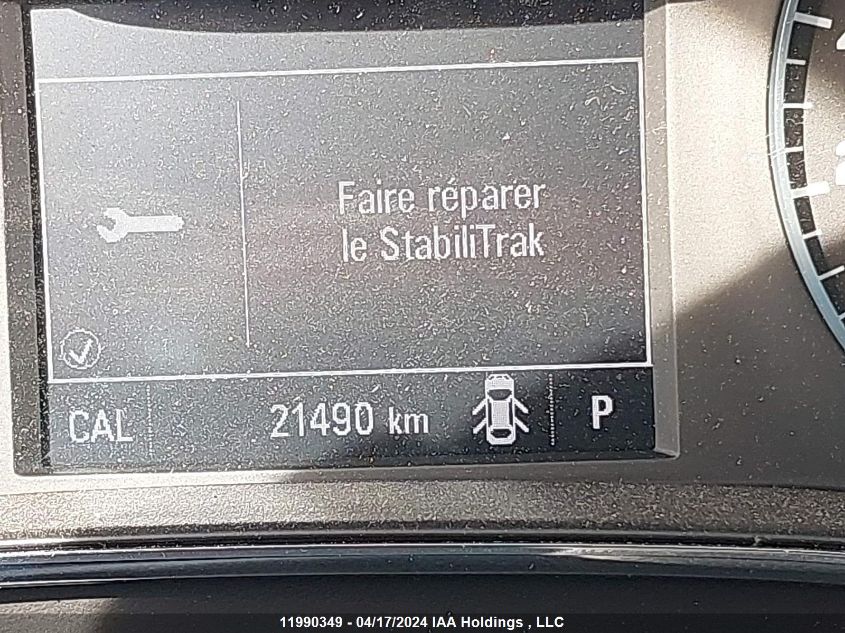 Faire réparer
le StabiliTrak
CAL 21490 km P
11990349 - 04/17/2024 IAA Holdings , LLC